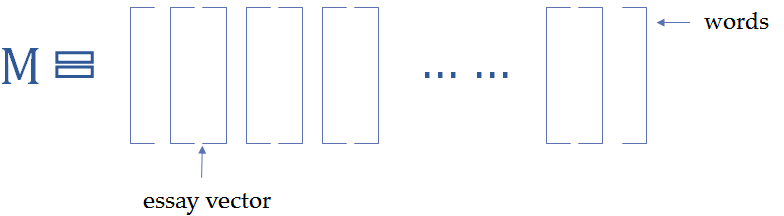 words
M = ... ...
essay vector